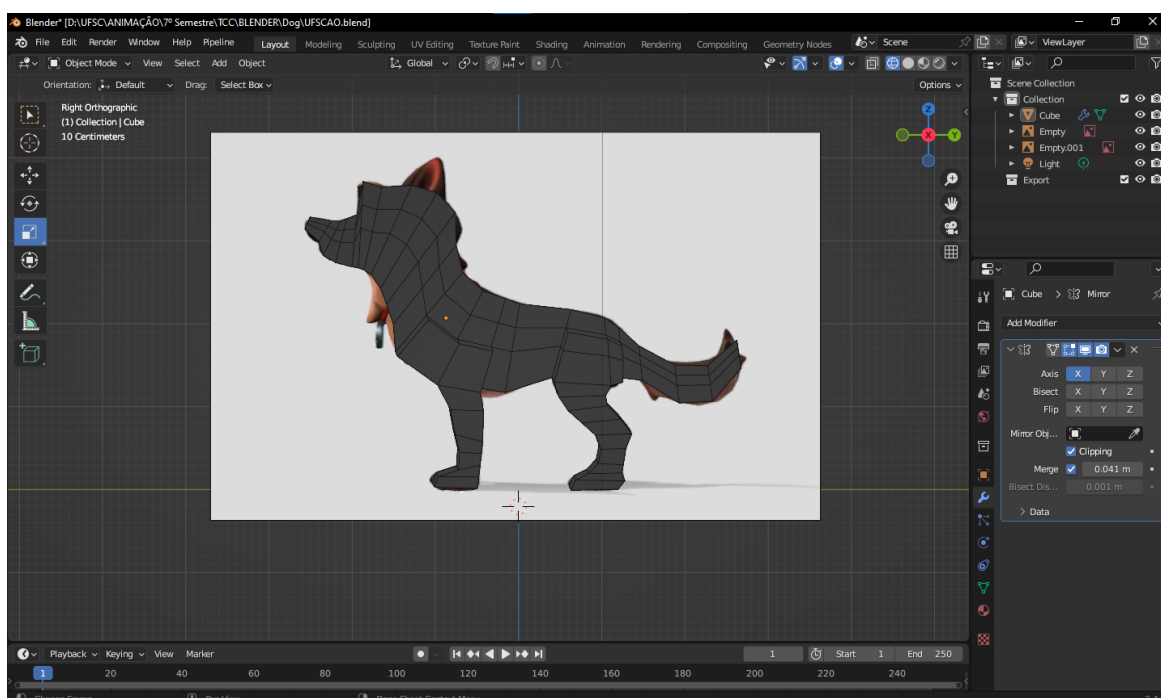 Blender* [D:\UFSC\ANIMAÇÃO\7º Semestre\TCC\BLENDER\Dog\UFSCAO.blend]
File Edit Render Window Help Pipeline Layout Modeling Sculpting UV Editing Texture Paint Shading Animation Rendering Compositing Geometry Nodes Scene ViewLayer
Object Mode View Select Add Object Global
Orientation: Default Drag: Select Box Options
Right Orthographic
(1) Collection | Cube
10 Centimeters
Z
X
Y
Scene Collection
Collection
Cube
Empty
Empty.001
Light
Export
Cube > Mirror
Add Modifier
Axis X Y Z
Bisect X Y Z
Flip X Y Z
Mirror Obj...
Clipping
Merge 0.041 m
Bisect Dis... 0.001 m
> Data
Playback Keying View Marker 1 Start 1 End 250
1 20 40 60 80 100 120 140 160 180 200 220 240